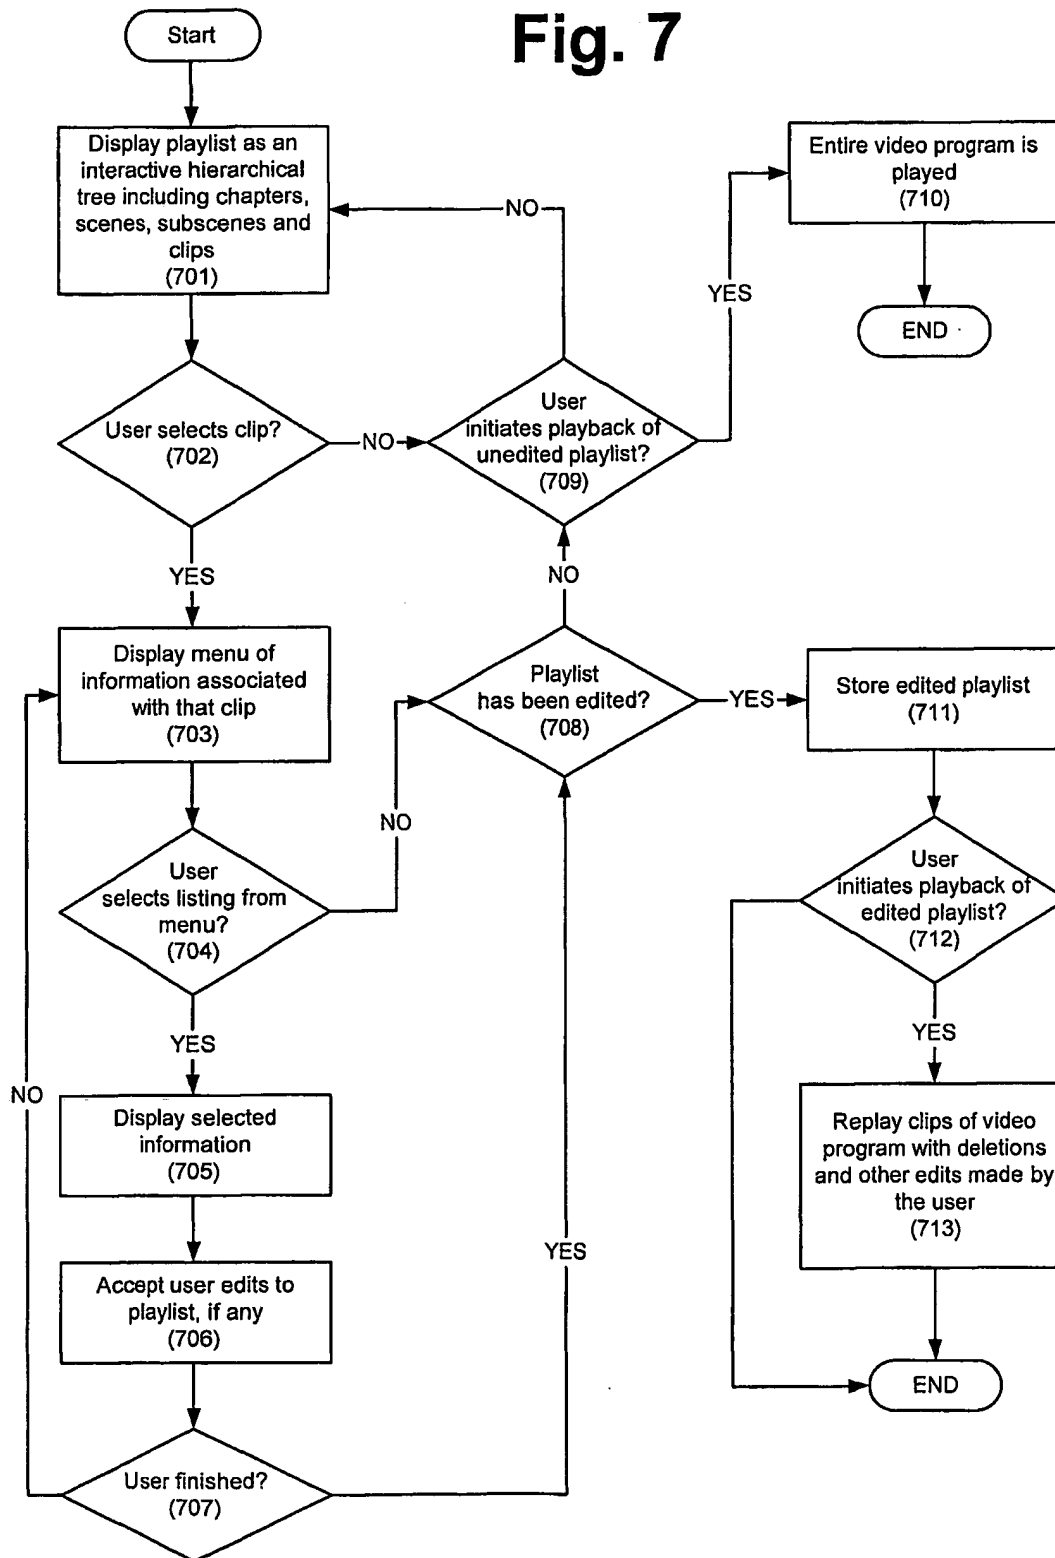 Fig. 7
Start
Display playlist as an
interactive hierarchical
tree including chapters,
scenes, subscenes and
clips
(701)
User selects clip?
(702)
NO
YES
User
initiates playback of
unedited playlist?
(709)
NO
YES
Entire video program is
played
(710)
END
Display menu of
information associated
with that clip
(703)
User
selects listing from
menu?
(704)
NO
YES
Playlist
has been edited?
(708)
NO
YES
Store edited playlist
(711)
User
initiates playback of
edited playlist?
(712)
YES
Replay clips of video
program with deletions
and other edits made by
the user
(713)
END
Display selected
information
(705)
Accept user edits to
playlist, if any
(706)
User finished?
(707)
NO
YES